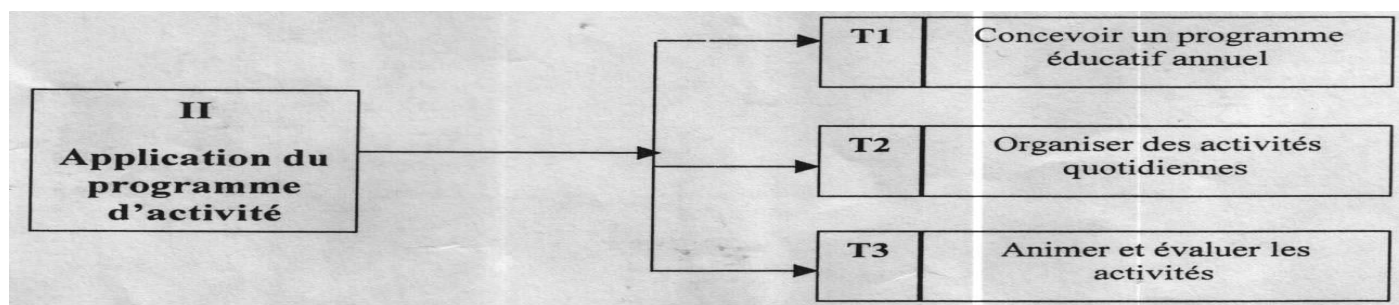 II
Application du
programme
d'activité
T1
Concevoir un programme
éducatif annuel
T2
Organiser des activités
quotidiennes
T3
Animer et évaluer les
activités